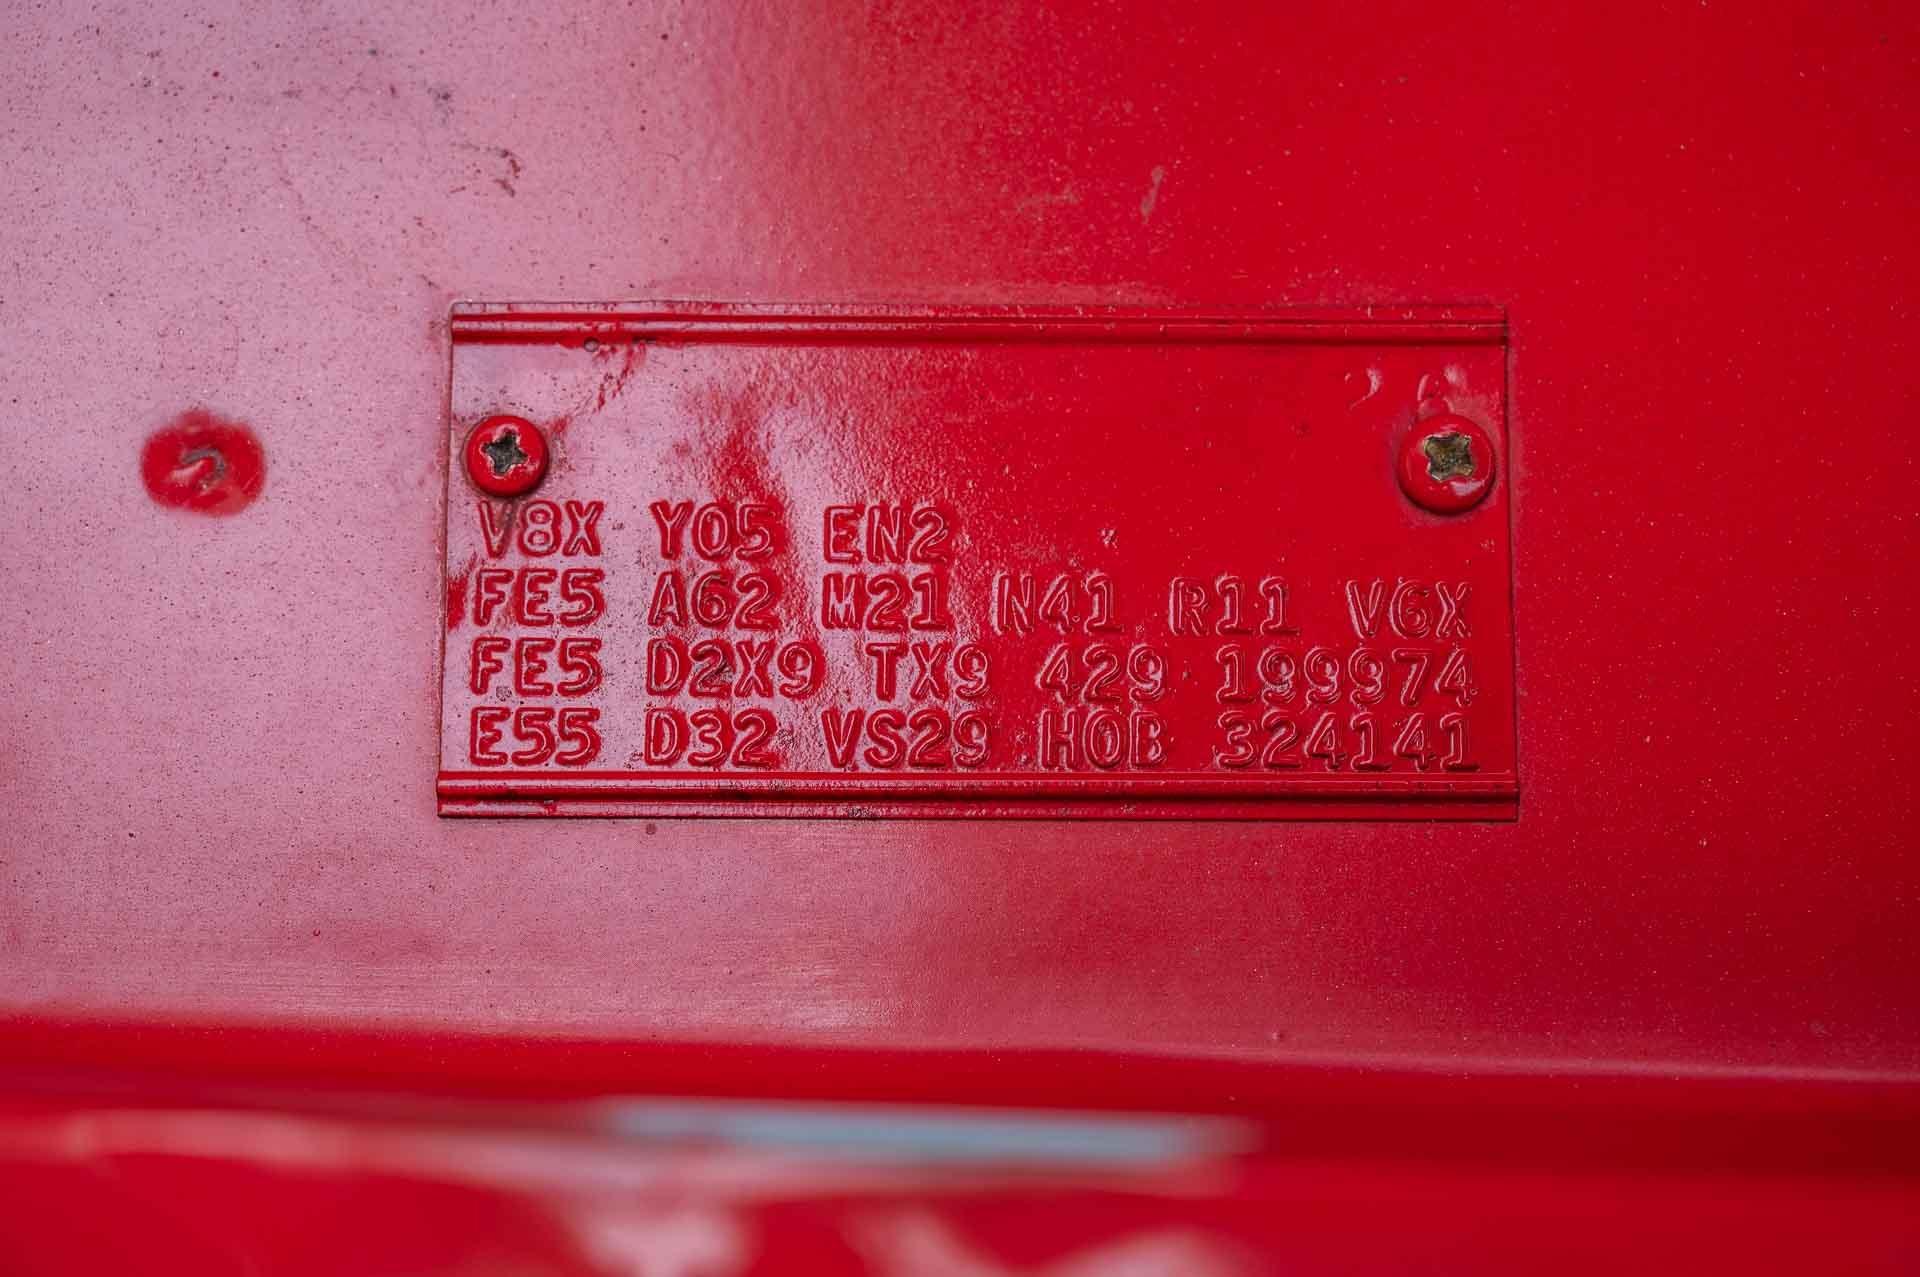 V8X Y05 EN2
FE5 A62 M21 N41 R11 V6X
FE5 D2X9 TX9 429 199974
E55 D32 VS29 H0B 324141